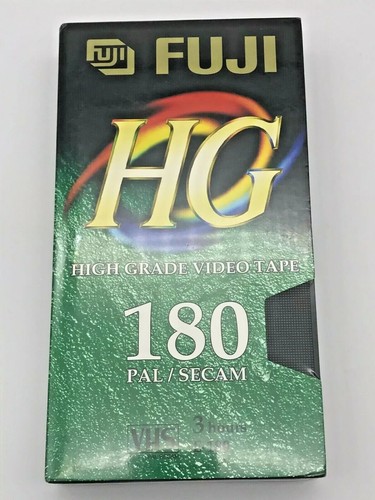 FUJI FUJI
HG
HIGH GRADE VIDEO TAPE
180
PAL/SECAM
VHS 3 hours